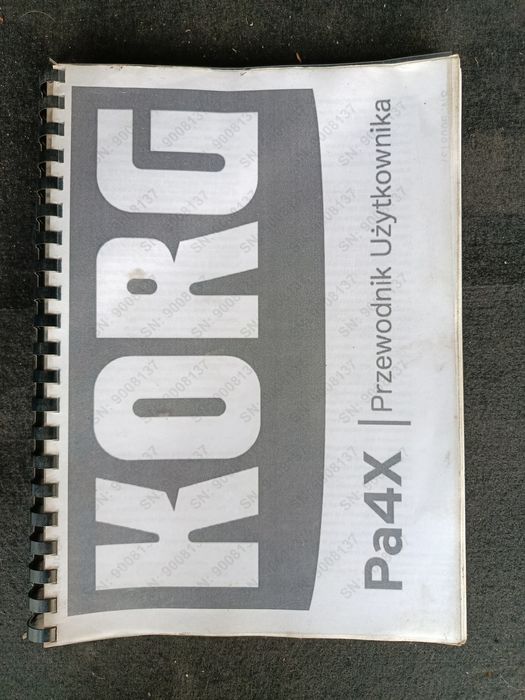 KORG
Pa4X | Przewodnik Użytkownika
SN- 9008137